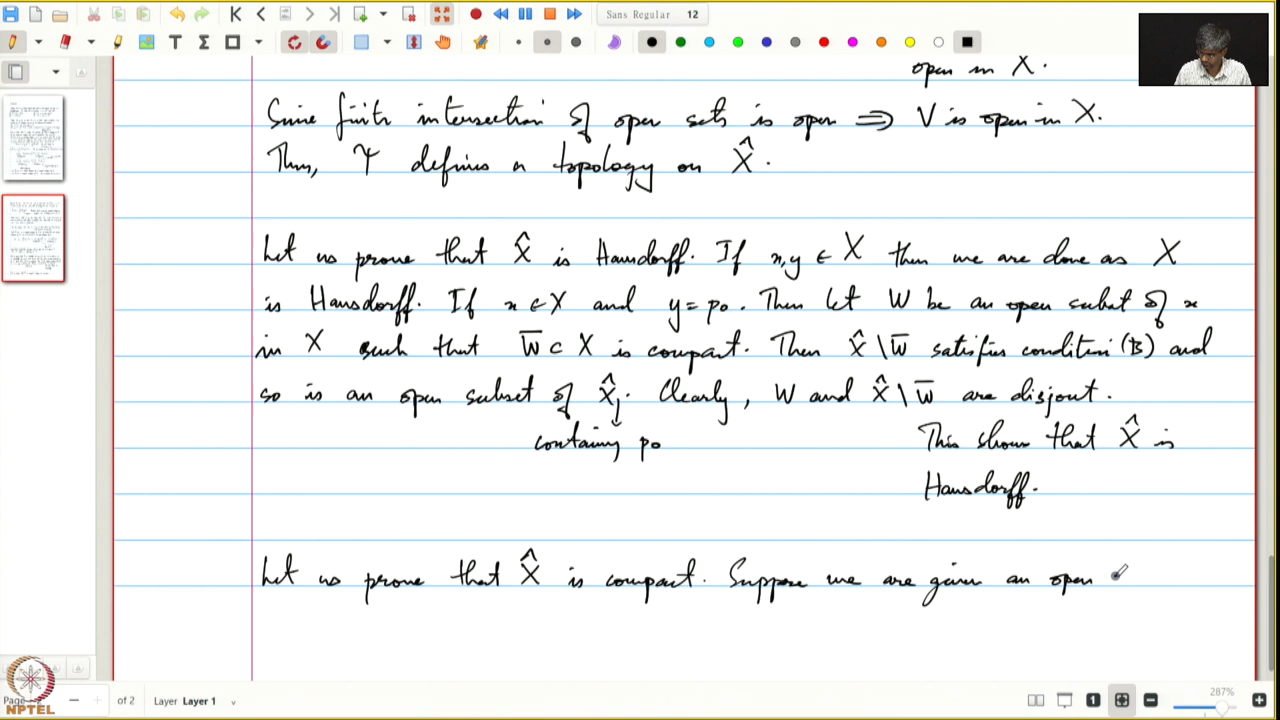 Sans Regular 12
open in X.
Since finite intersection of open sets is open ⟹ V is open in X.
Thus, 𝒯 defines a topology on X̂.
Let us prove that X̂ is Hausdorff. If x,y ∈ X then we are done as X
is Hausdorff. If x ∈ X and y = p₀. Then let W be an open subset of x
in X such that W̅ ⊂ X is compact. Then X̂ \ W̅ satisfies condition (B) and
so is an open subset of X̂. Clearly, W and X̂ \ W̅ are disjoint.
containing p₀
This shows that X̂ is
Hausdorff.
Let us prove that X̂ is compact. Suppose we are given an open
NPTEL
Page
of 2
Layer Layer 1
1
287%